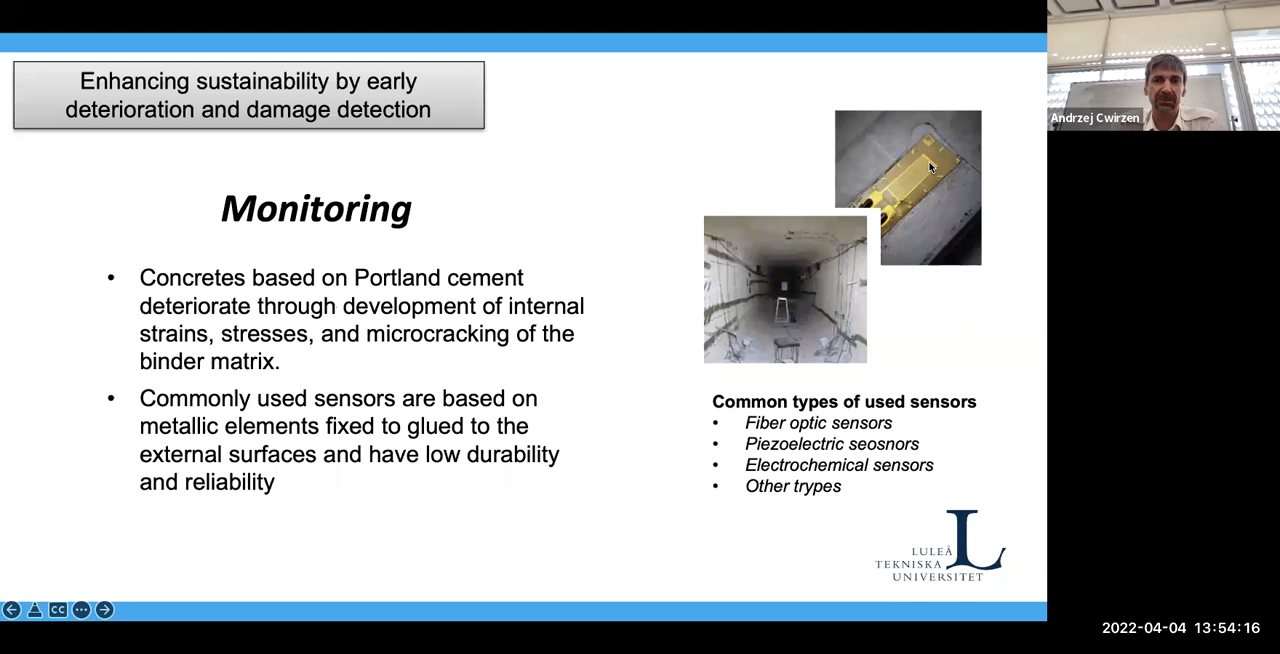 Enhancing sustainability by early
deterioration and damage detection
Andrzej Cwirzen
Monitoring
• Concretes based on Portland cement
deteriorate through development of internal
strains, stresses, and microcracking of the
binder matrix.
• Commonly used sensors are based on
metallic elements fixed to glued to the
external surfaces and have low durability
and reliability
Common types of used sensors
• Fiber optic sensors
• Piezoelectric seosnors
• Electrochemical sensors
• Other trypes
LULEÅ
TEKNISKA
UNIVERSITET
L
CC
2022-04-04 13:54:16